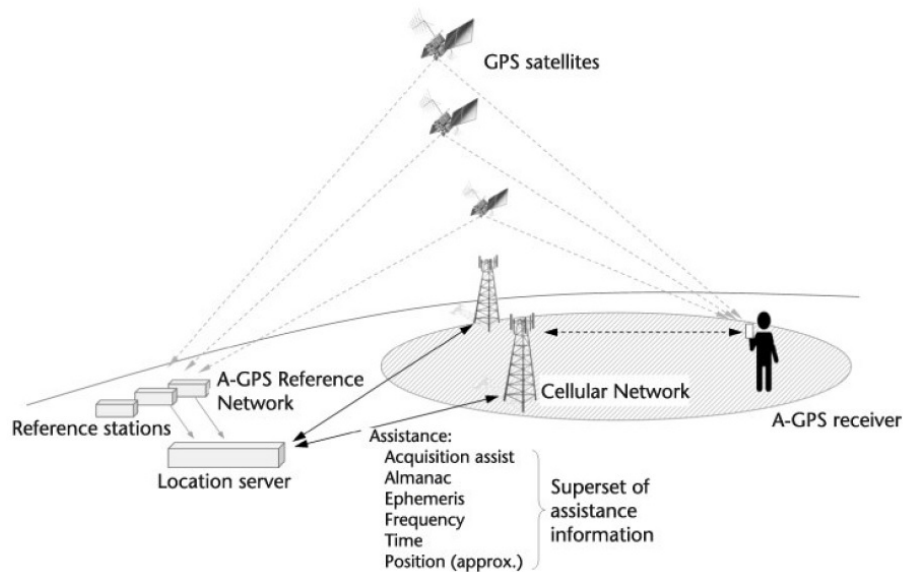 GPS satellites
A-GPS Reference
Network
Reference stations
Location server
Cellular Network
A-GPS receiver
Assistance:
Acquisition assist
Almanac
Ephemeris
Frequency
Time
Position (approx.)
Superset of
assistance
information